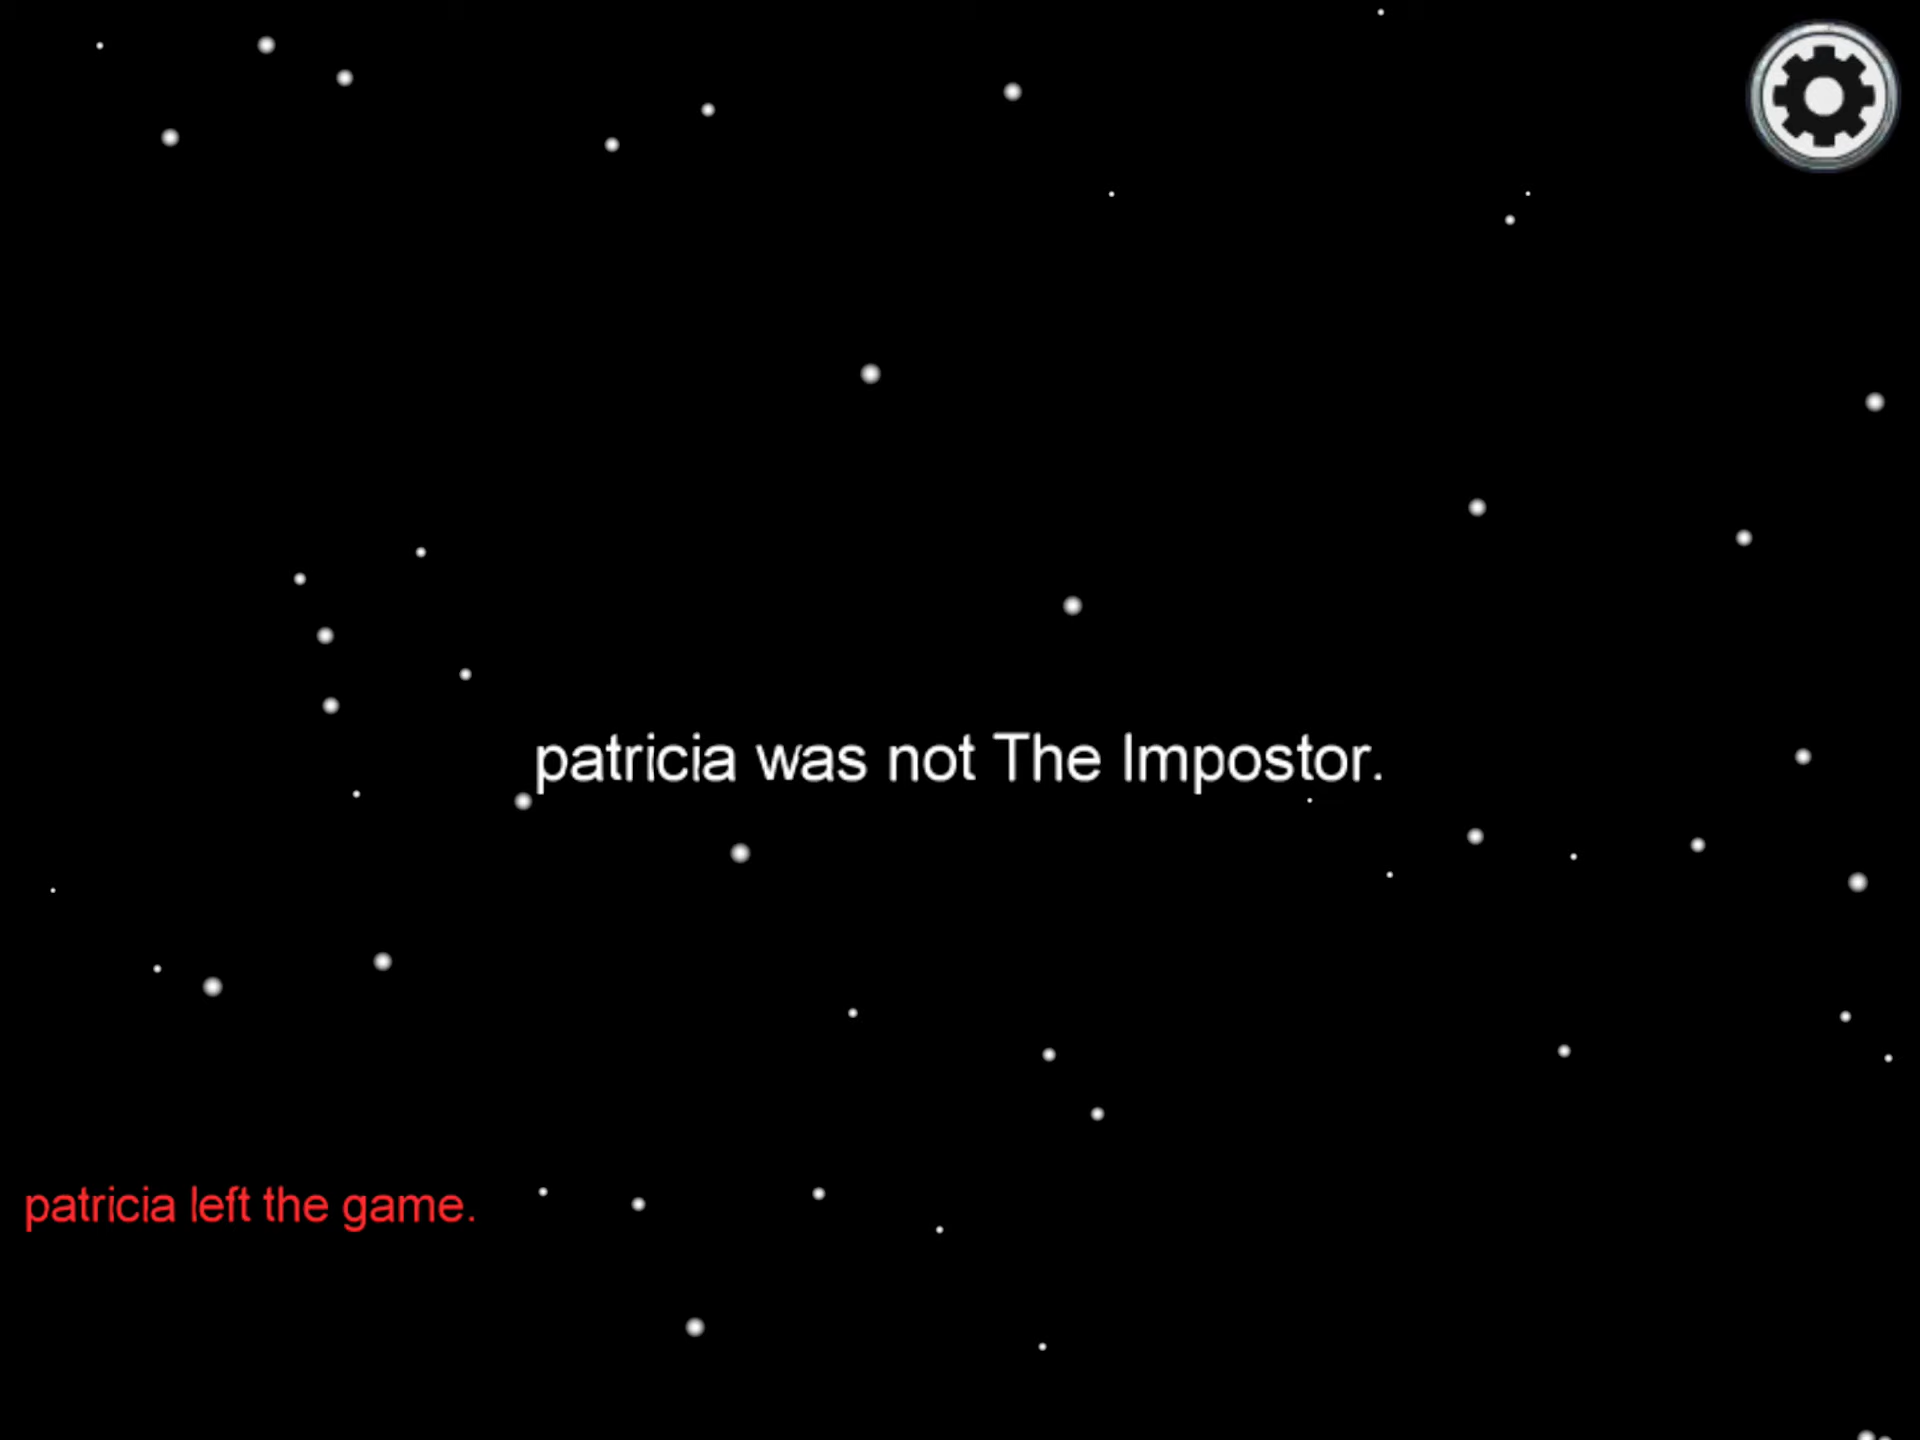 patricia was not The Impostor.
patricia left the game.